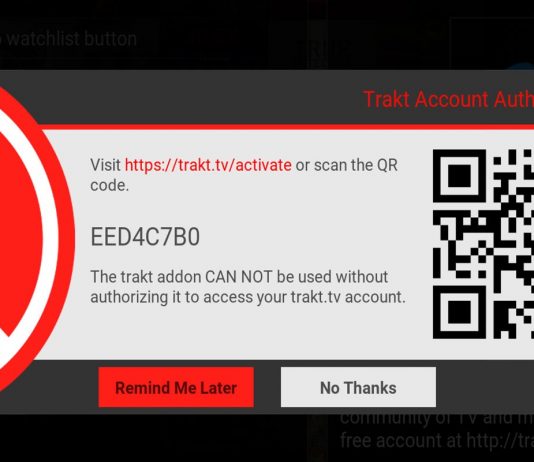 watchlist button
Trakt Account Auth
Visit https://trakt.tv/activate or scan the QR
code.
EED4C7B0
The trakt addon CAN NOT be used without
authorizing it to access your trakt.tv account.
Remind Me Later
No Thanks
community of TV and m
free account at http://tra